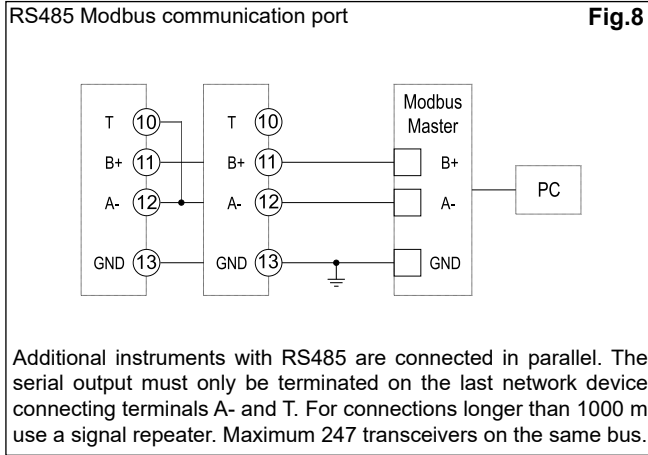 RS485 Modbus communication port Fig.8
Modbus
Master
T 10 T 10
B+ 11 B+ 11 B+
PC
A- 12 A- 12 A-
GND 13 GND 13 GND
Additional instruments with RS485 are connected in parallel. The
serial output must only be terminated on the last network device
connecting terminals A- and T. For connections longer than 1000 m
use a signal repeater. Maximum 247 transceivers on the same bus.